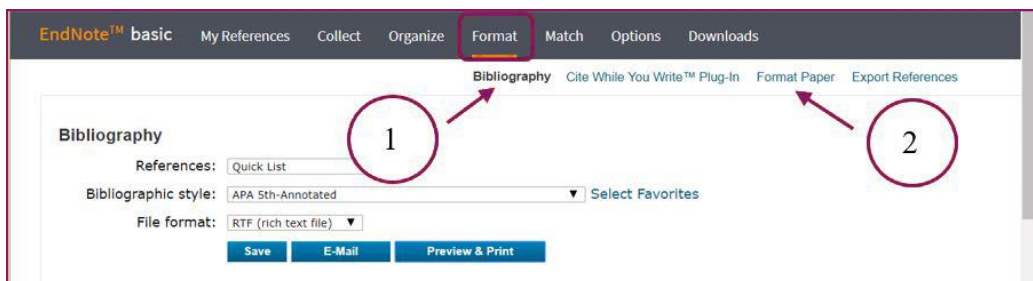 EndNote™ basic My References Collect Organize Format Match Options Downloads
Bibliography Cite While You Write™ Plug-In Format Paper Export References
1
2
Bibliography
References: Quick List
Bibliographic style: APA 5th-Annotated ▼ Select Favorites
File format: RTF (rich text file) ▼
Save E-Mail Preview & Print